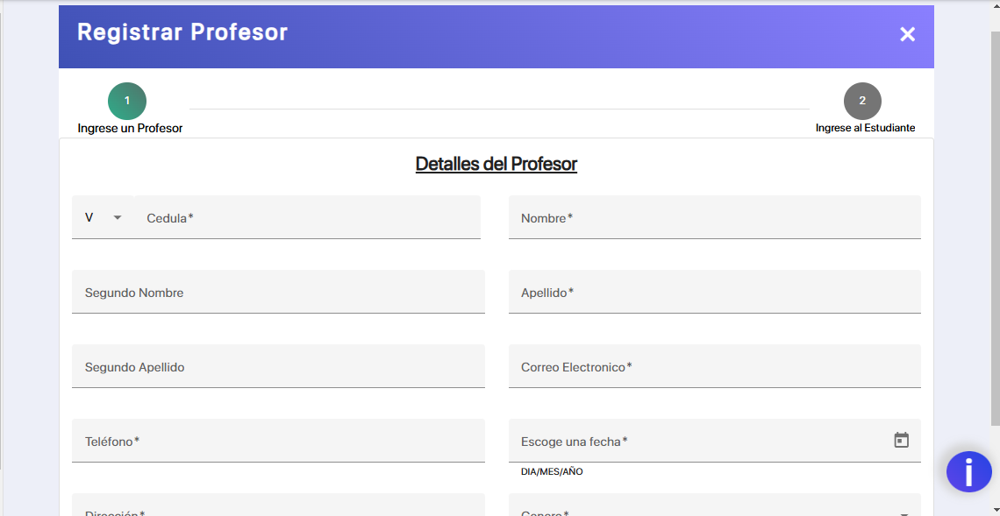 Registrar Profesor
1
2
Ingrese un Profesor
Ingrese al Estudiante
Detalles del Profesor
V Cedula*
Nombre*
Segundo Nombre
Apellido*
Segundo Apellido
Correo Electronico*
Teléfono*
Escoge una fecha*
DIA/MES/AÑO
Dirección*
Genero*
i